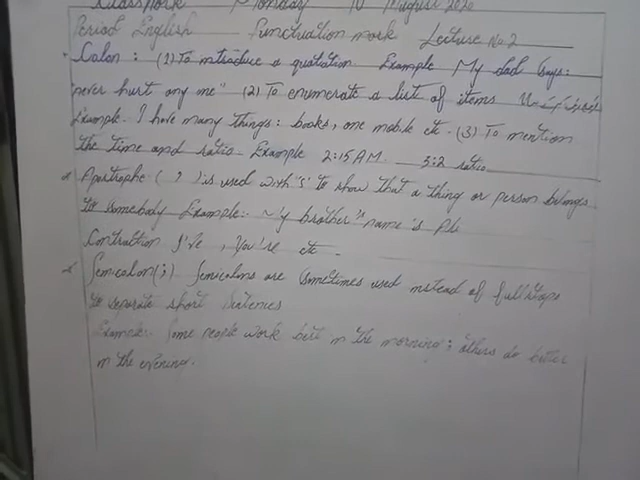 Classwork Monday 10 August 2020
Period English Punctuation mark Lecture No 2
Colon : (1) To introduce a quotation Example My dad says:
"never hurt any one" (2) To enumerate a list of items
Example. I have many things: books, one mobile etc. (3) To mention
the time and ratio Example 2:15 A.M. 3:2 ratio
Apostrophe ( ' ) is used with 's' to show that a thing or person belongs
to somebody Example: brother's name is
Contraction I've, You're etc.
Semicolon (;) Semicolons are sometimes used instead of full stops
to separate short sentences
Example: Some people work best in the morning; others do better
in the evening.